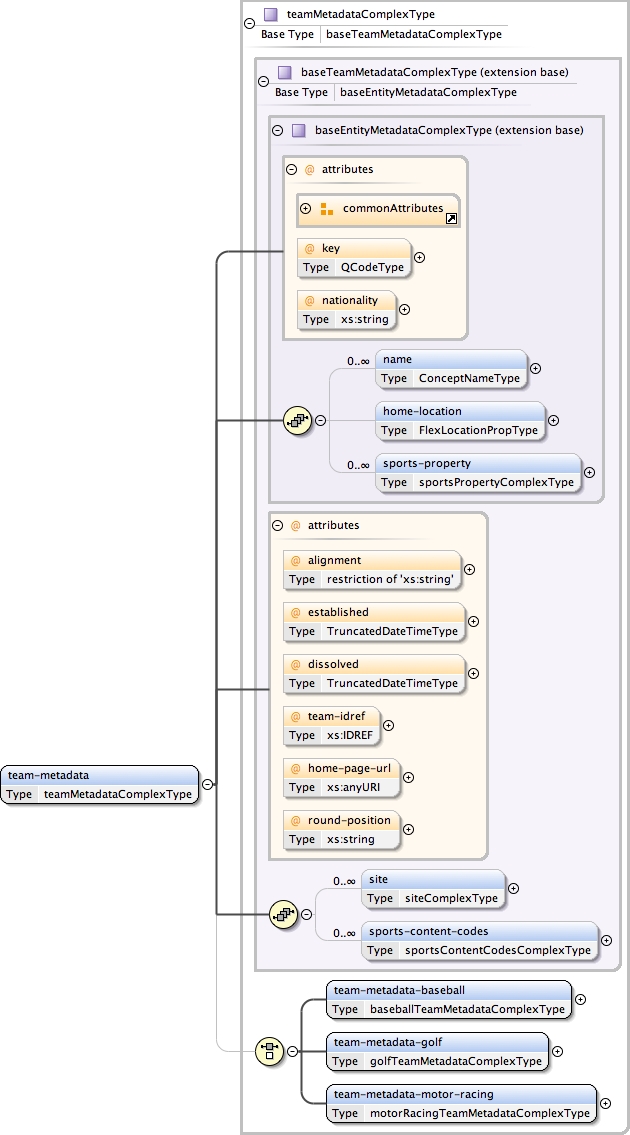 teamMetadataComplexType
Base Type baseTeamMetadataComplexType
baseTeamMetadataComplexType (extension base)
Base Type baseEntityMetadataComplexType
baseEntityMetadataComplexType (extension base)
@ attributes
commonAttributes
@ key
Type QCodeType
@ nationality
Type xs:string
0..∞
name
Type ConceptNameType
home-location
Type FlexLocationPropType
0..∞
sports-property
Type sportsPropertyComplexType
@ attributes
@ alignment
Type restriction of 'xs:string'
@ established
Type TruncatedDateTimeType
@ dissolved
Type TruncatedDateTimeType
@ team-idref
Type xs:IDREF
@ home-page-url
Type xs:anyURI
@ round-position
Type xs:string
team-metadata
Type teamMetadataComplexType
0..∞
site
Type siteComplexType
0..∞
sports-content-codes
Type sportsContentCodesComplexType
team-metadata-baseball
Type baseballTeamMetadataComplexType
team-metadata-golf
Type golfTeamMetadataComplexType
team-metadata-motor-racing
Type motorRacingTeamMetadataComplexType